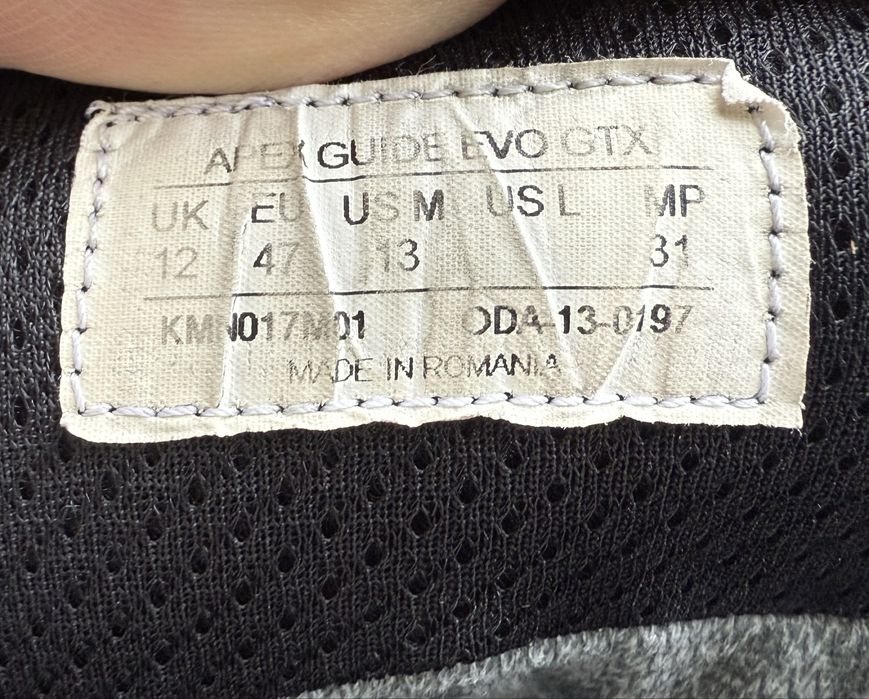 APEX GUIDE EVO GTX
UK EU US M US L MP
12 47 13 31
KMN017M01 ODA-13-0197
MADE IN ROMANIA